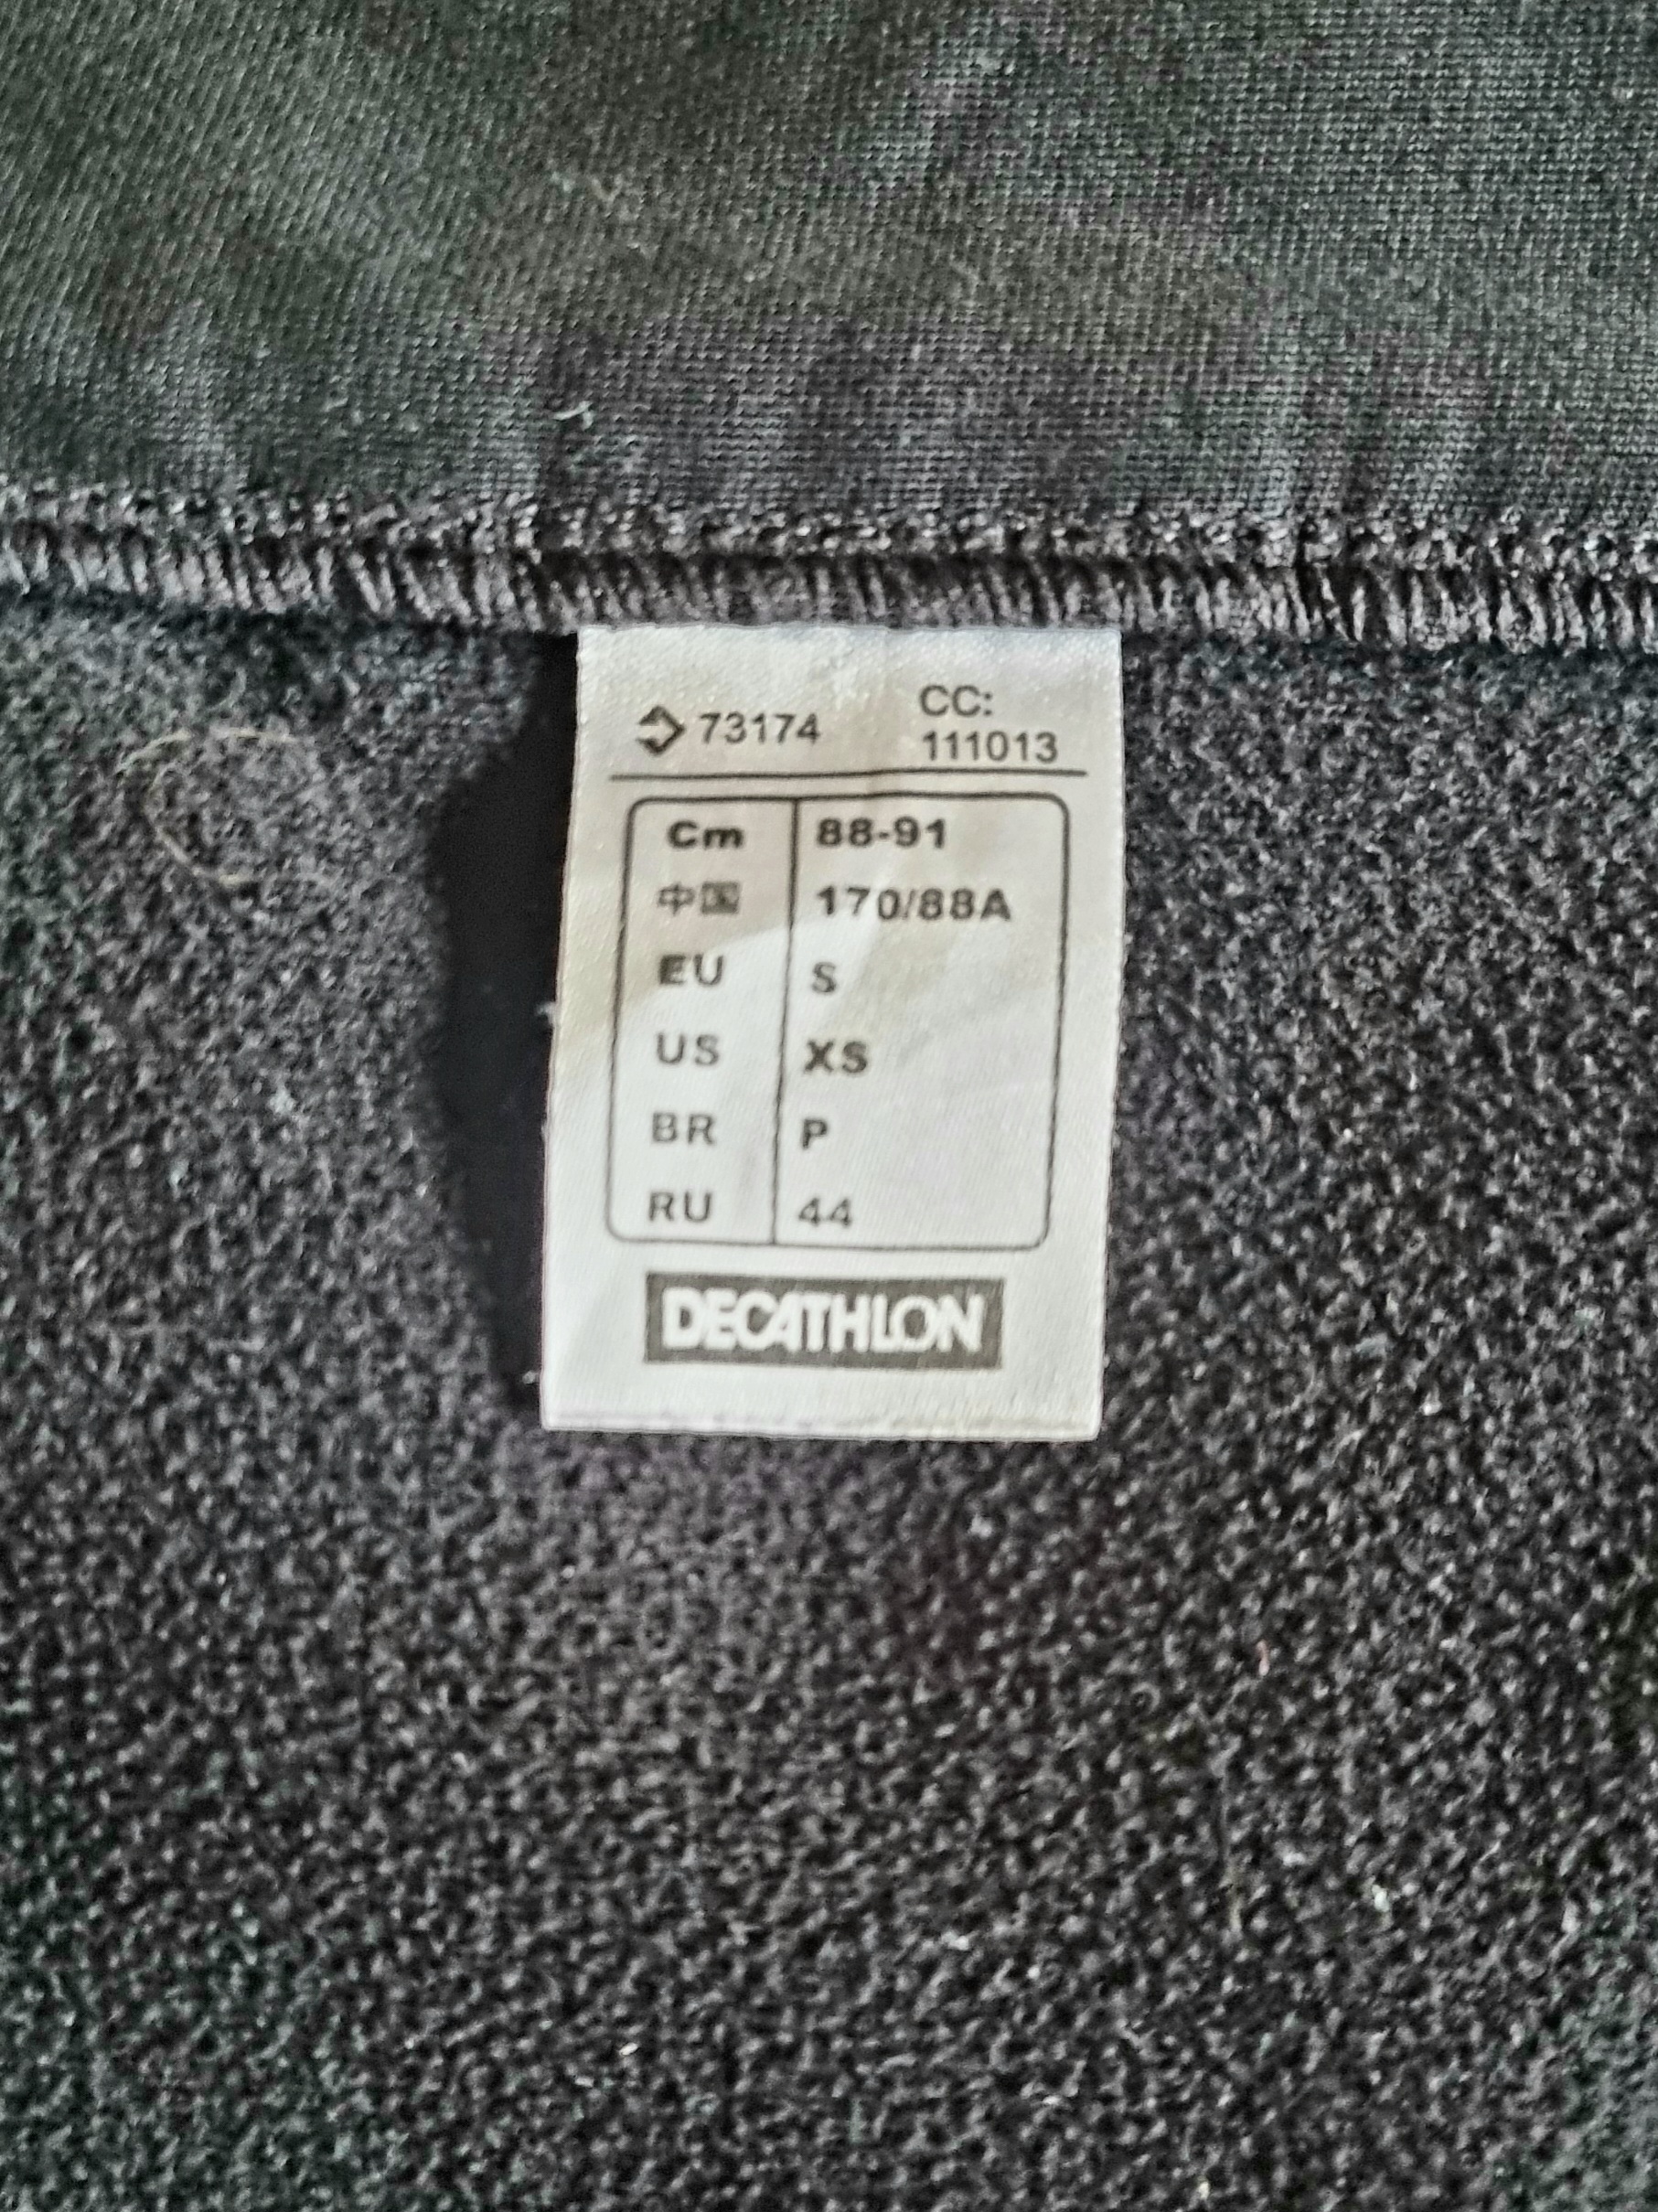 73174 CC:
111013
Cm 88-91
中国 170/88A
EU S
US XS
BR P
RU 44
DECATHLON